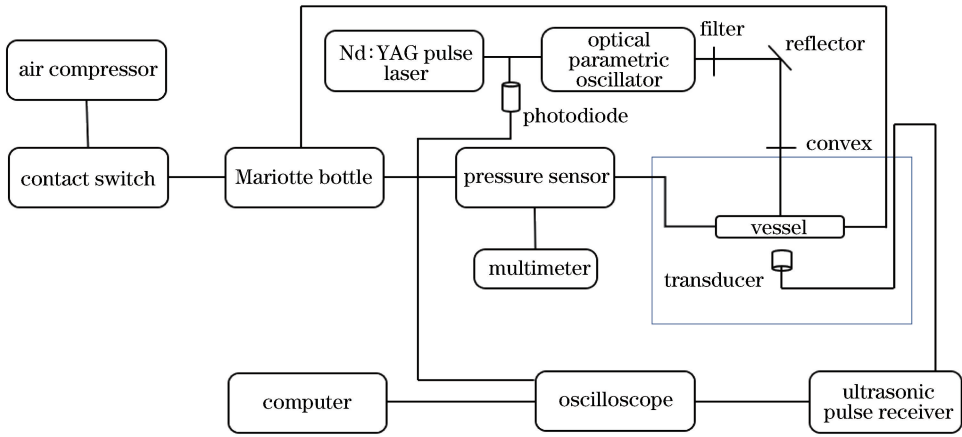 air compressor
Nd:YAG pulse
laser
optical
parametric
oscillator
filter
reflector
photodiode
convex
contact switch
Mariotte bottle
pressure sensor
vessel
multimeter
transducer
computer
oscilloscope
ultrasonic
pulse receiver